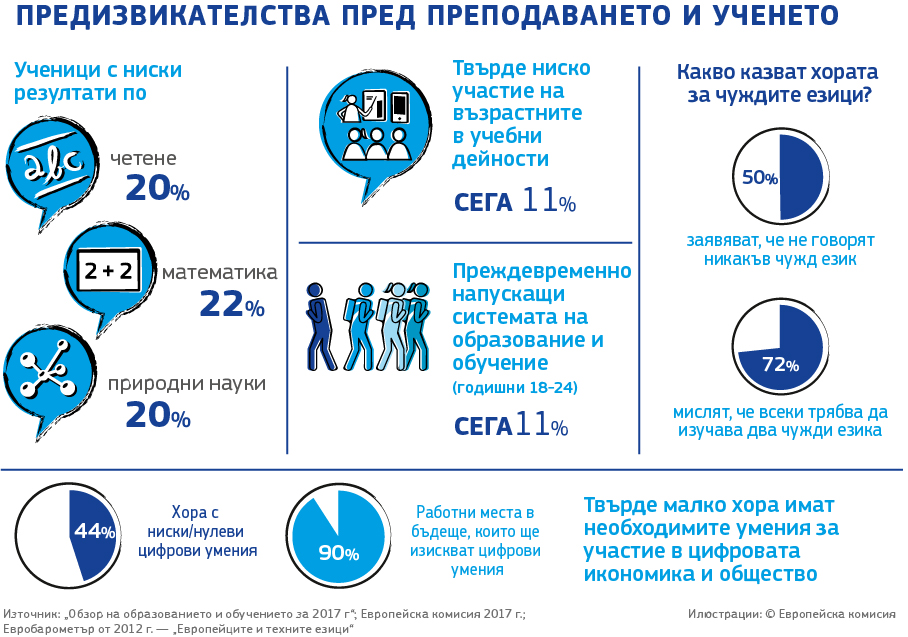 ПРЕДИЗВИКАТЕЛСТВА ПРЕД ПРЕПОДАВАНЕТО И УЧЕНЕТО
Ученици с ниски
резултати по
abc
четене
20%
2 + 2
математика
22%
природни науки
20%
Твърде ниско
участие на
възрастните
в учебни
дейности
СЕГА 11%
Преждевременно
напускащи
системата на
образование и
обучение
(годишни 18-24)
СЕГА 11%
Какво казват хората
за чуждите езици?
50%
заявяват, че не говорят
никакъв чужд език
72%
мислят, че всеки трябва да
изучава два чужди езика
44%
Хора с
ниски/нулеви
цифрови умения
90%
Работни места в
бъдеще, които ще
изискват цифрови
умения
Твърде малко хора имат
необходимите умения за
участие в цифровата
икономика и общество
Източник: „Обзор на образованието и обучението за 2017 г“; Европейска комисия 2017 г.;
Евробарометър от 2012 г. — „Европейците и техните езици“
Илюстрации: © Европейска комисия